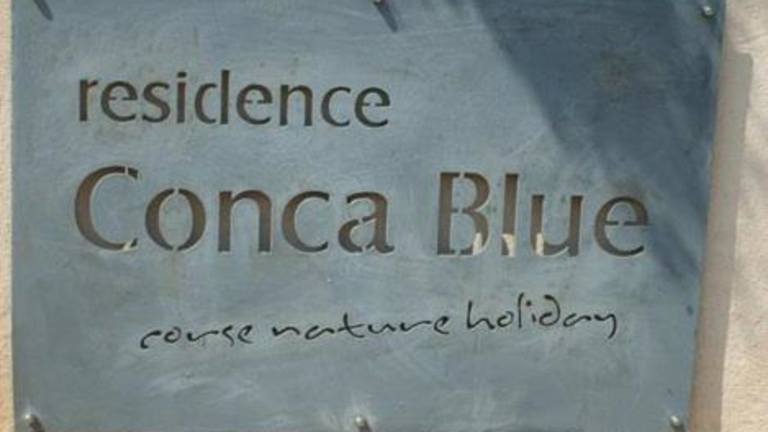 residence
Conca Blue
corse nature holiday